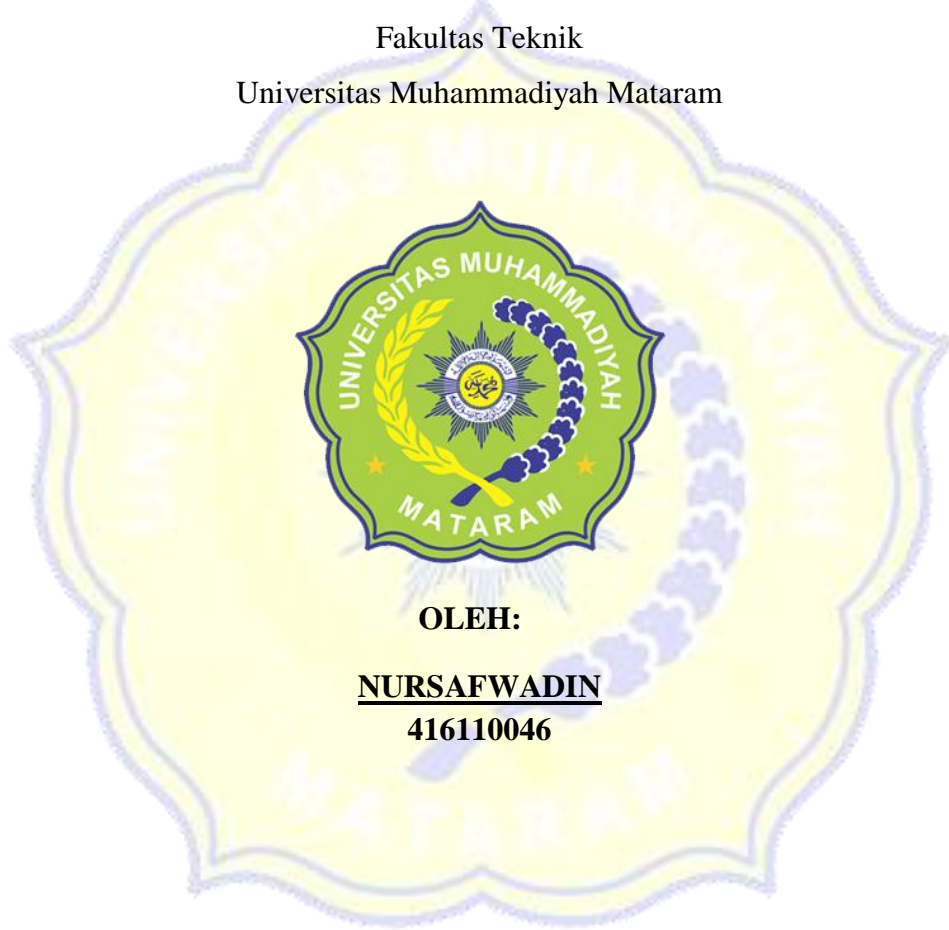 Fakultas Teknik
Universitas Muhammadiyah Mataram
UNIVERSITAS MUHAMMADIYAH
MATARAM
OLEH:
NURSAFWADIN
416110046